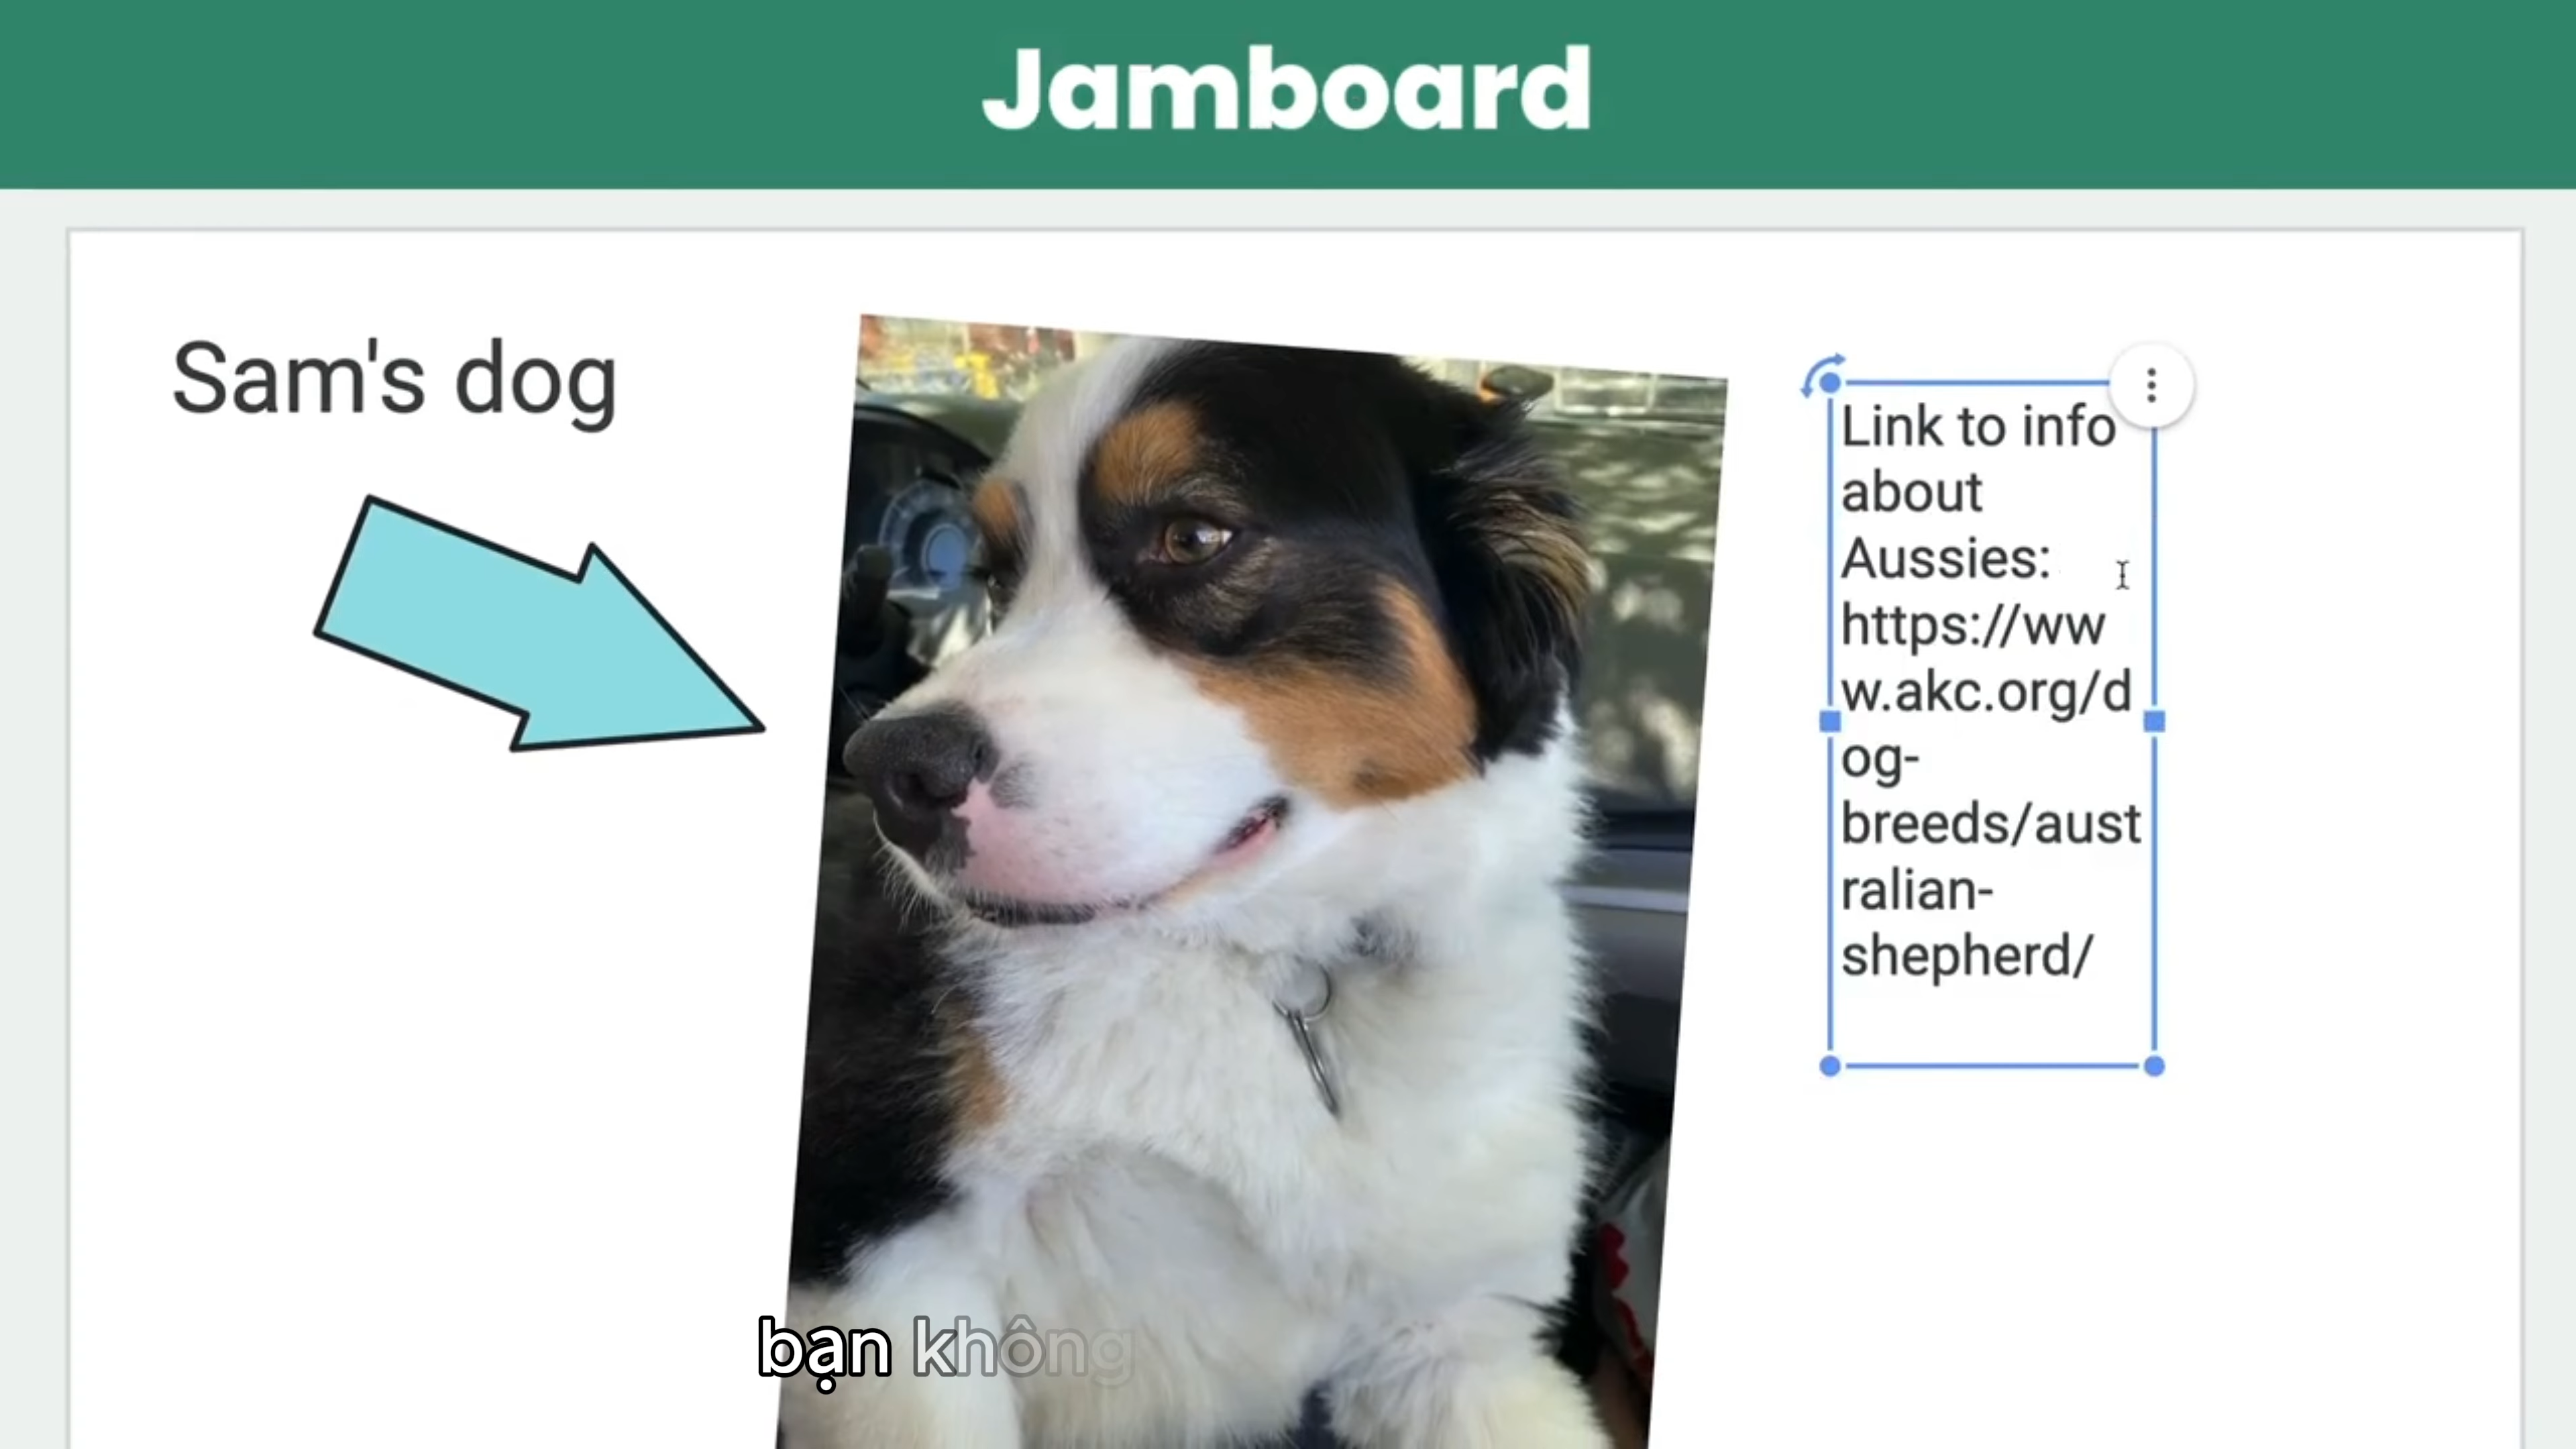 Jamboard
Sam's dog
Link to info
about
Aussies:
https://ww
w.akc.org/d
og-
breeds/aust
ralian-
shepherd/
bạn không